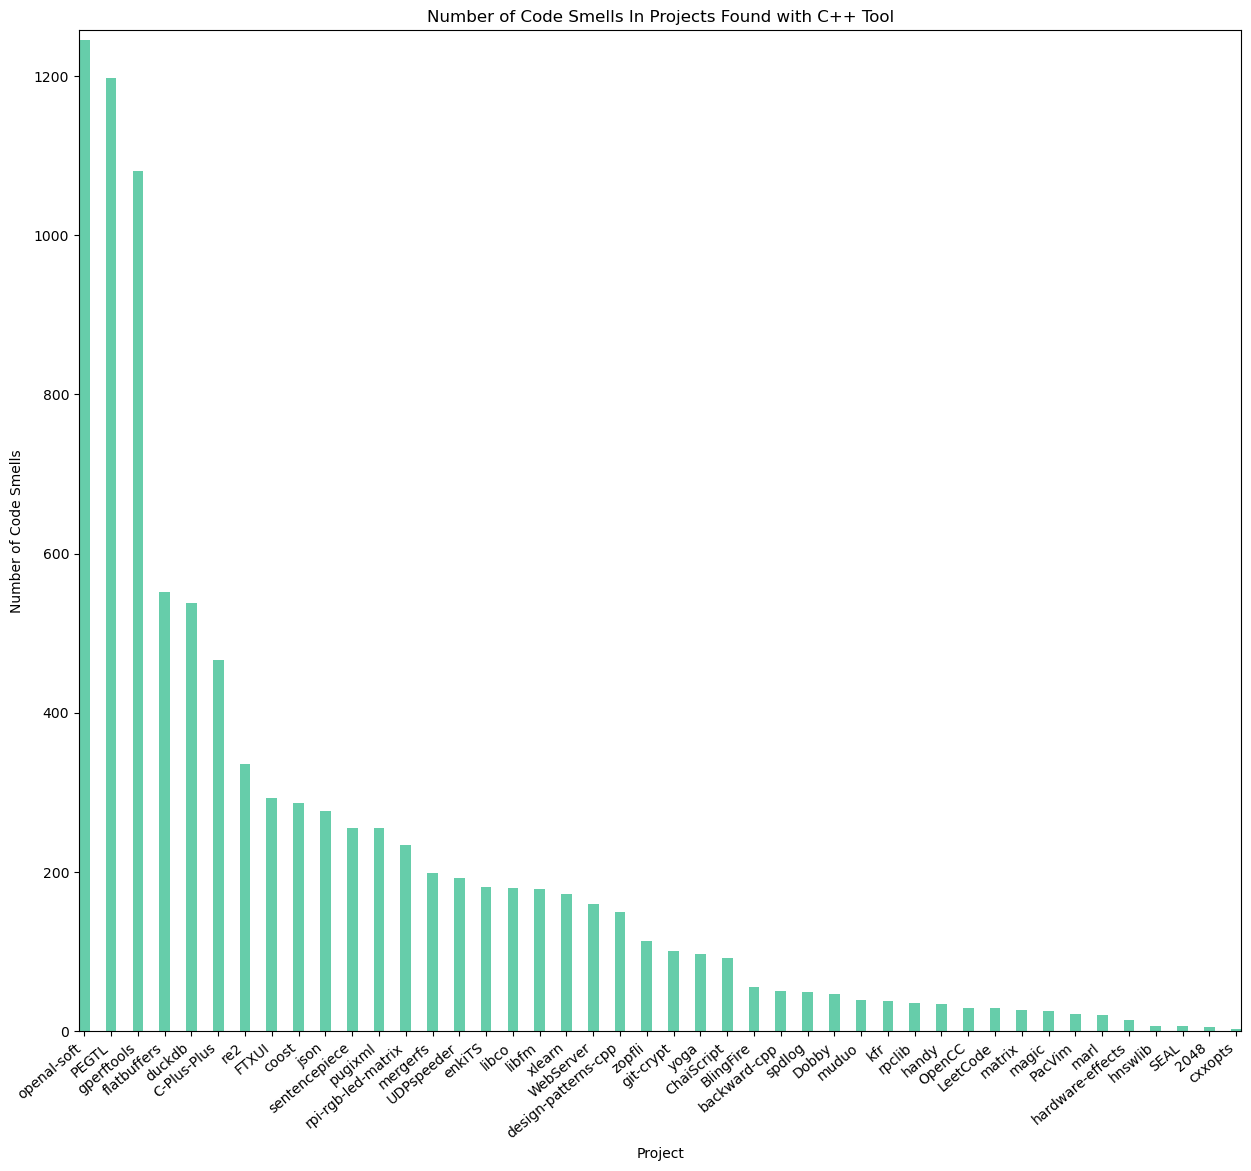 Number of Code Smells In Projects Found with C++ Tool
1200
1000
800
600
400
200
0
Number of Code Smells
openal-soft
PEGTL
gperftools
flatbuffers
duckdb
C-Plus-Plus
re2
FTXUI
coost
json
sentencepiece
pugixml
rpi-rgb-led-matrix
mergerfs
UDPspeeder
enkiTS
libco
libfm
xlearn
WebServer
design-patterns-cpp
zopfli
git-crypt
yoga
ChaiScript
BlingFire
backward-cpp
spdlog
Dobby
muduo
kfr
rpclib
handy
OpenCC
LeetCode
matrix
magic
PacVim
marl
hardware-effects
hnswlib
SEAL
2048
cxxopts
Project